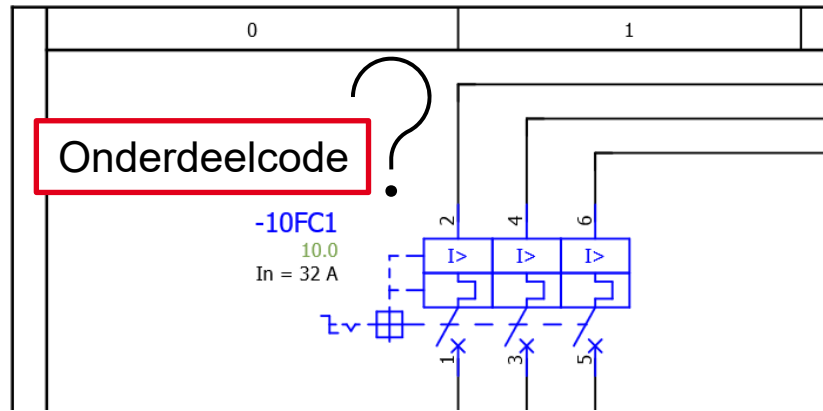 0 1
Onderdeelcode ?
-10FC1
10.0
In = 32 A
2 4 6
I> I> I>
1 3 5